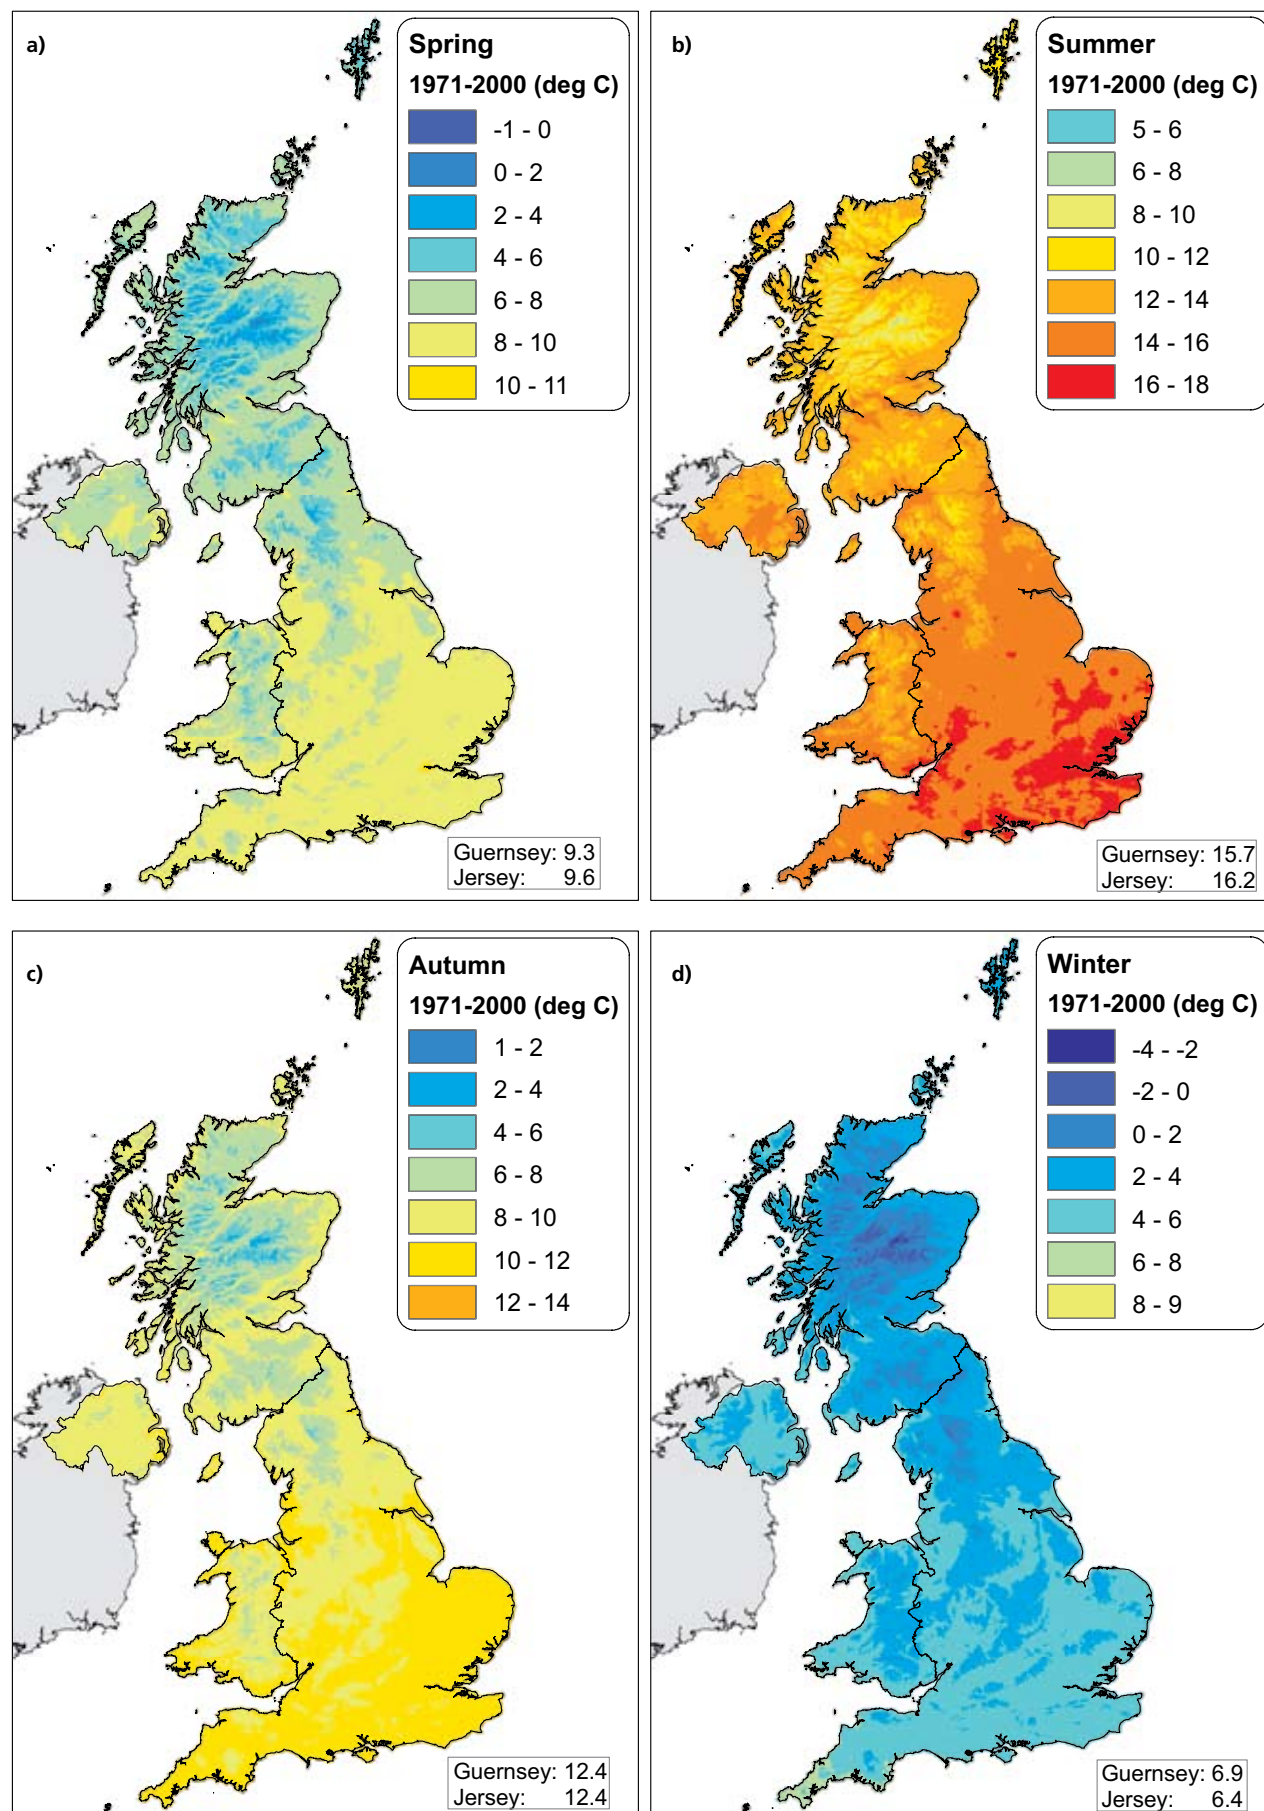 a)
Spring
1971-2000 (deg C)
-1 - 0
0 - 2
2 - 4
4 - 6
6 - 8
8 - 10
10 - 11
Guernsey: 9.3
Jersey: 9.6
b)
Summer
1971-2000 (deg C)
5 - 6
6 - 8
8 - 10
10 - 12
12 - 14
14 - 16
16 - 18
Guernsey: 15.7
Jersey: 16.2
c)
Autumn
1971-2000 (deg C)
1 - 2
2 - 4
4 - 6
6 - 8
8 - 10
10 - 12
12 - 14
Guernsey: 12.4
Jersey: 12.4
d)
Winter
1971-2000 (deg C)
-4 - -2
-2 - 0
0 - 2
2 - 4
4 - 6
6 - 8
8 - 9
Guernsey: 6.9
Jersey: 6.4